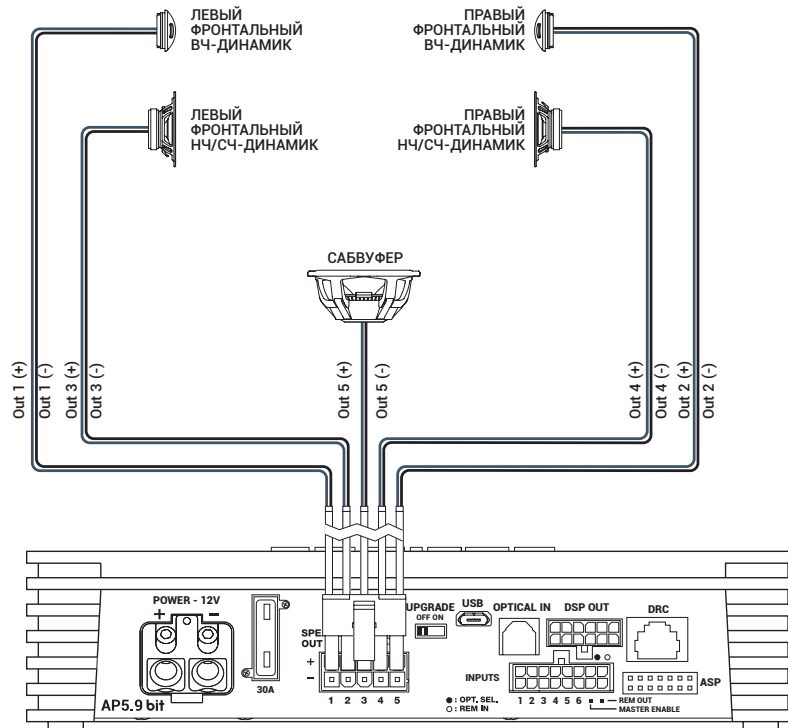 ЛЕВЫЙ
ФРОНТАЛЬНЫЙ
ВЧ-ДИНАМИК
ПРАВЫЙ
ФРОНТАЛЬНЫЙ
ВЧ-ДИНАМИК
ЛЕВЫЙ
ФРОНТАЛЬНЫЙ
НЧ/СЧ-ДИНАМИК
ПРАВЫЙ
ФРОНТАЛЬНЫЙ
НЧ/СЧ-ДИНАМИК
САБВУФЕР
Out 1 (+)
Out 1 (-)
Out 3 (+)
Out 3 (-)
Out 5 (+)
Out 5 (-)
Out 4 (+)
Out 4 (-)
Out 2 (+)
Out 2 (-)
POWER - 12V
+ -
30A
AP5.9 bit
OUT
+
-
1 2 3 4 5
UPGRADE
OFF ON
USB
OPTICAL IN
DSP OUT
DRC
INPUTS
ASP
● : OPT. SEL.
○ : REM IN
1 2 3 4 5 6
REM OUT
MASTER ENABLE